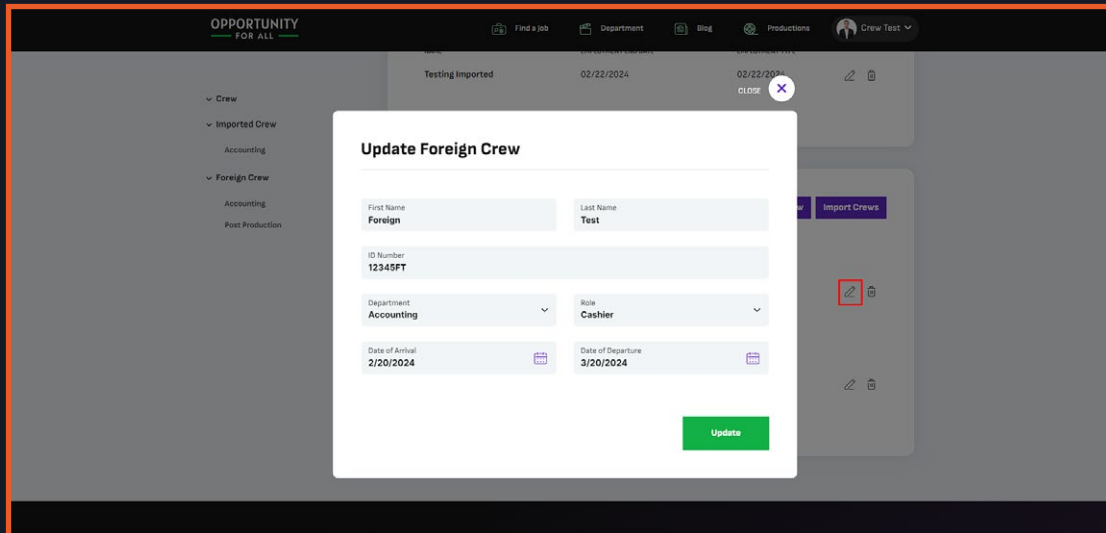 OPPORTUNITY
FOR ALL
Find a job
Department
Blog
Productions
Crew Test
Testing Imported
02/22/2024
02/22/2024
CLOSE
Crew
Imported Crew
Accounting
Foreign Crew
Accounting
Post Production
Update Foreign Crew
First Name
Foreign
Last Name
Test
ID Number
12345FT
Department
Accounting
Role
Cashier
Date of Arrival
2/20/2024
Date of Departure
3/20/2024
Update
Import Crews